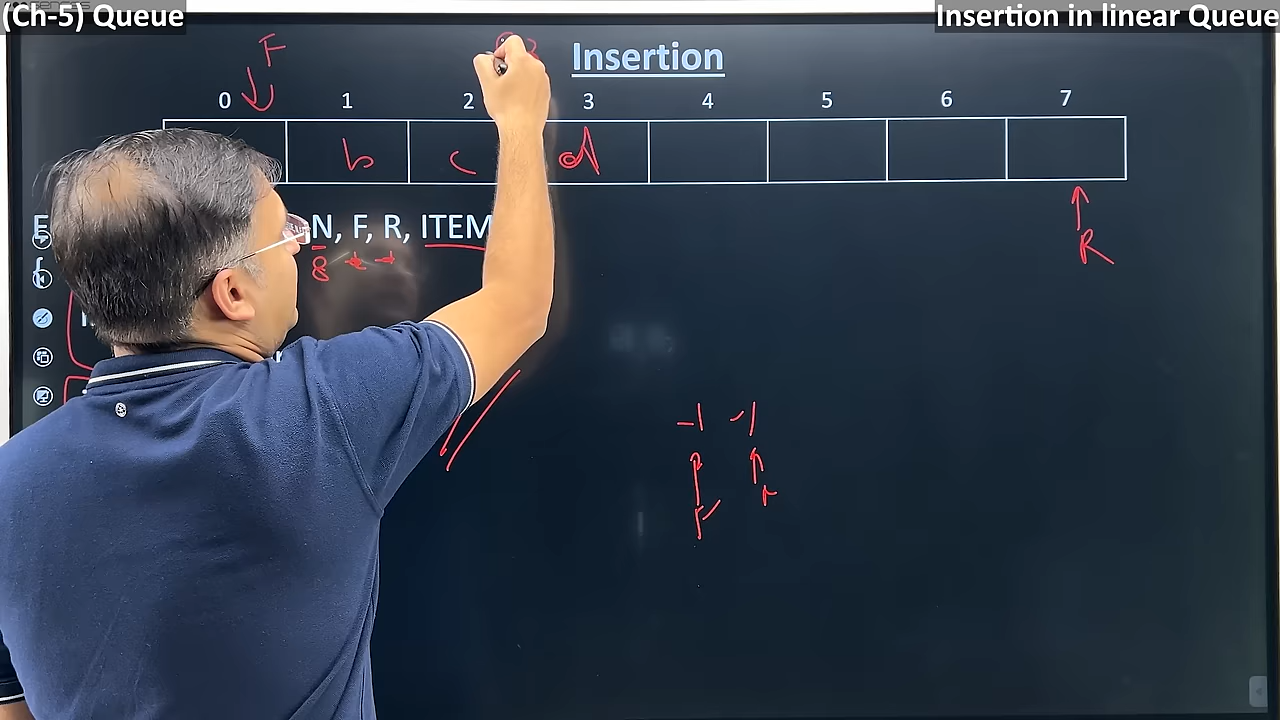 (Ch-5) Queue
Insertion in linear Queue
Insertion
F
0 1 2 3 4 5 6 7
b c d
N, F, R, ITEM
8
R
-1 -1
F r